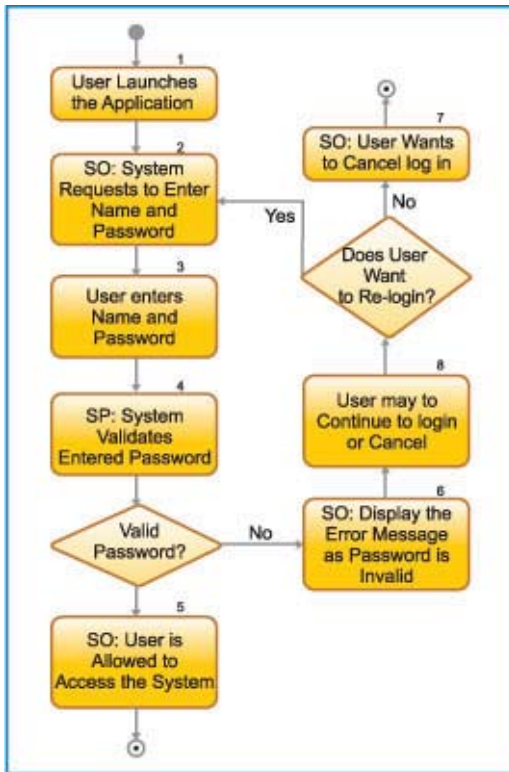 1
User Launches
the Application
2
SO: System
Requests to Enter
Name and
Password
3
User enters
Name and
Password
4
SP: System
Validates
Entered Password
Valid
Password?
No
5
SO: User is
Allowed to
Access the System
6
SO: Display the
Error Message
as Password is
Invalid
8
User may to
Continue to login
or Cancel
Does User
Want
to Re-login?
Yes
No
7
SO: User Wants
to Cancel log in